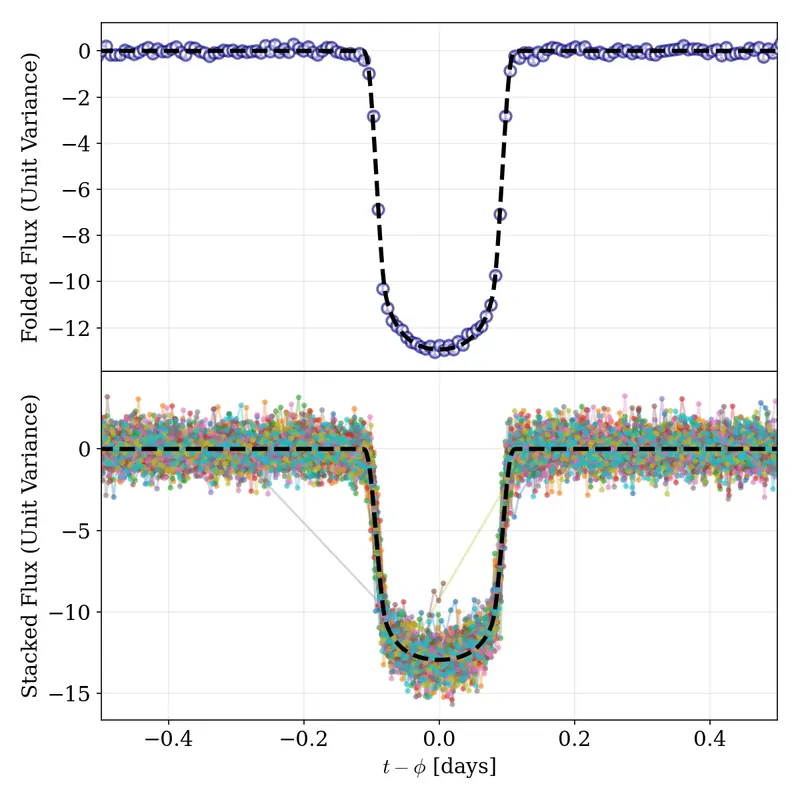 Folded Flux (Unit Variance)
0
−2
−4
−6
−8
−10
−12
Stacked Flux (Unit Variance)
0
−5
−10
−15
−0.4 −0.2 0.0 0.2 0.4
t − ϕ [days]